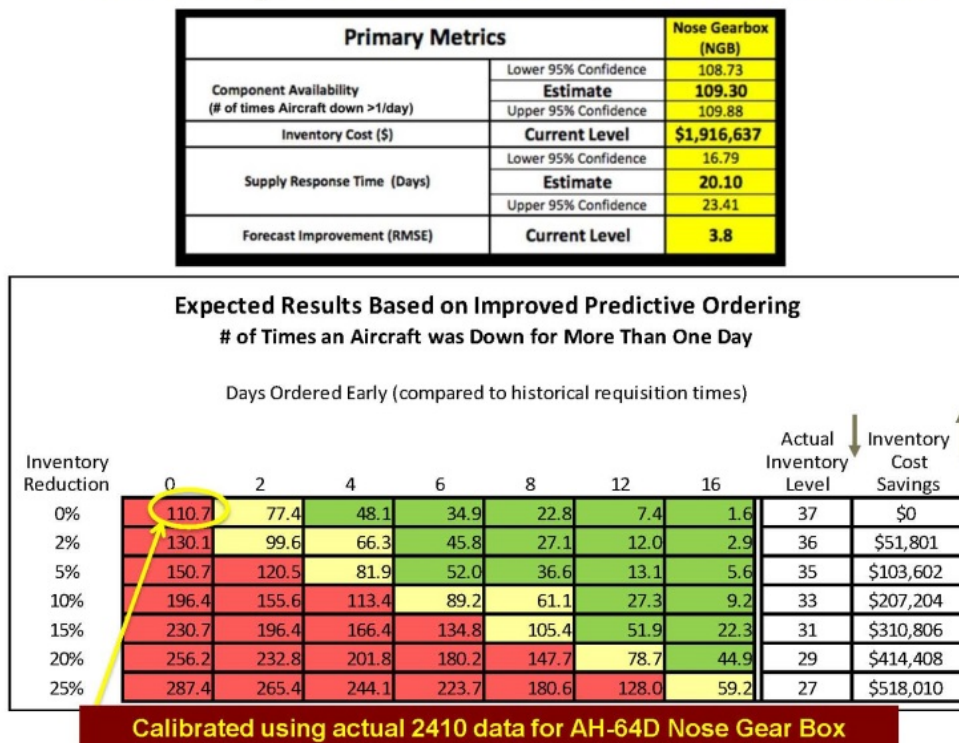 Primary Metrics
Nose Gearbox
(NGB)
Component Availability
(# of times Aircraft down >1/day)
Lower 95% Confidence 108.73
Estimate 109.30
Upper 95% Confidence 109.88
Inventory Cost ($) Current Level $1,916,637
Supply Response Time (Days)
Lower 95% Confidence 16.79
Estimate 20.10
Upper 95% Confidence 23.41
Forecast Improvement (RMSE) Current Level 3.8
Expected Results Based on Improved Predictive Ordering
# of Times an Aircraft was Down for More Than One Day
Days Ordered Early (compared to historical requisition times)
Inventory
Reduction
0 2 4 6 8 12 16
Actual
Inventory
Level
Inventory
Cost
Savings
0% 110.7 77.4 48.1 34.9 22.8 7.4 1.6 37 $0
2% 130.1 99.6 66.3 45.8 27.1 12.0 2.9 36 $51,801
5% 150.7 120.5 81.9 52.0 36.6 13.1 5.6 35 $103,602
10% 196.4 155.6 113.4 89.2 61.1 27.3 9.2 33 $207,204
15% 230.7 196.4 166.4 134.8 105.4 51.9 22.3 31 $310,806
20% 256.2 232.8 201.8 180.2 147.7 78.7 44.9 29 $414,408
25% 287.4 265.4 244.1 223.7 180.6 128.0 59.2 27 $518,010
Calibrated using actual 2410 data for AH-64D Nose Gear Box